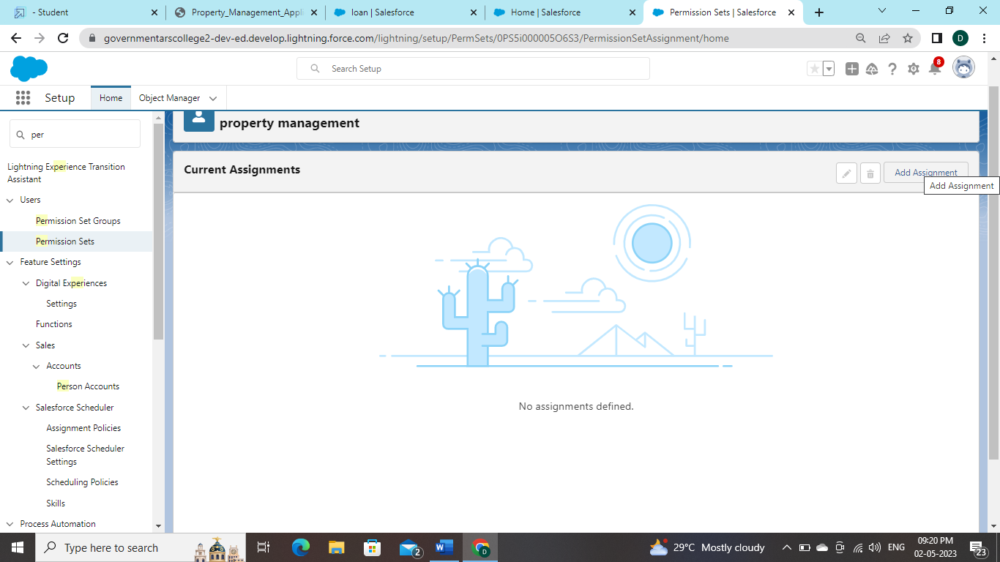 - Student
Property_Management_Appli
loan | Salesforce
Home | Salesforce
Permission Sets | Salesforce
governmentarscollege2-dev-ed.develop.lightning.force.com/lightning/setup/PermSets/0PS5i000005O6S3/PermissionSetAssignment/home
D
Search Setup
8
Setup
Home
Object Manager
per
property management
Lightning Experience Transition
Assistant
Users
Permission Set Groups
Permission Sets
Feature Settings
Digital Experiences
Settings
Functions
Sales
Accounts
Person Accounts
Salesforce Scheduler
Assignment Policies
Salesforce Scheduler
Settings
Scheduling Policies
Skills
Process Automation
Current Assignments
Add Assignment
Add Assignment
No assignments defined.
Type here to search
2
W
D
29°C Mostly cloudy
ENG
09:20 PM
02-05-2023
23